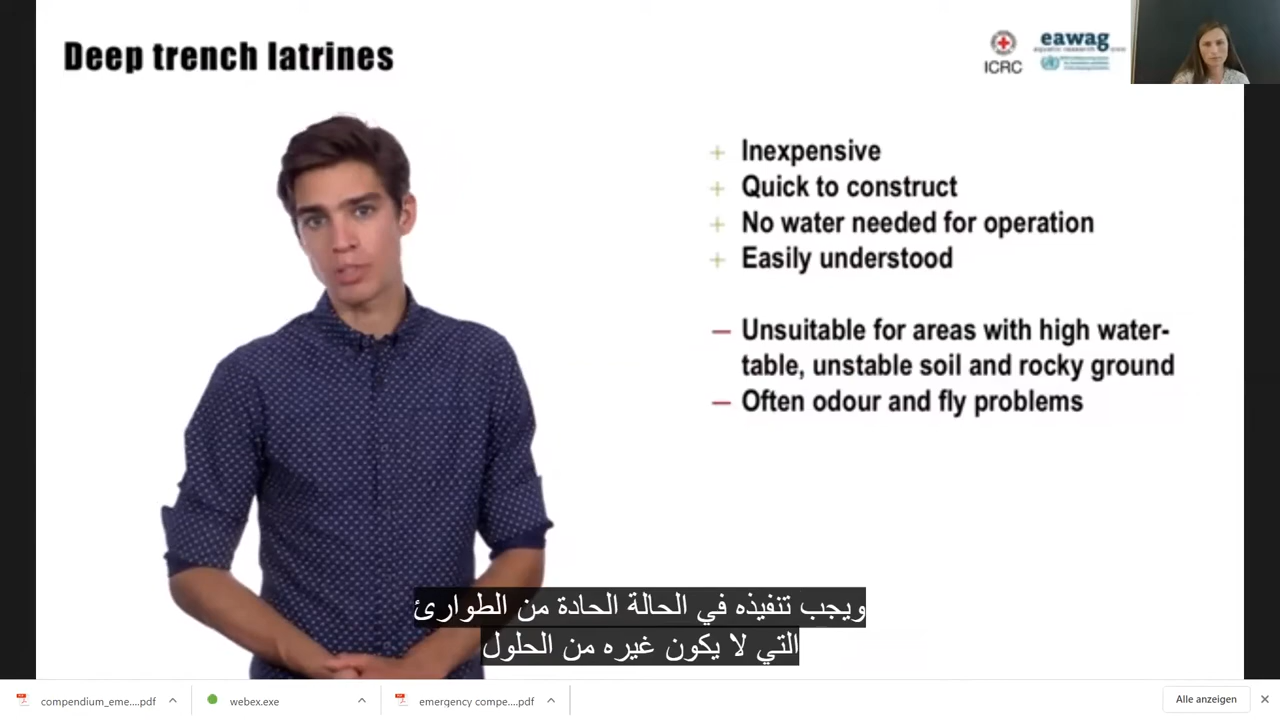 Deep trench latrines
ICRC
eawag
+ Inexpensive
+ Quick to construct
+ No water needed for operation
+ Easily understood
— Unsuitable for areas with high water-
table, unstable soil and rocky ground
— Often odour and fly problems
ويجب تنفيذه في الحالة الحادة من الطوارئ
التي لا يكون غيره من الحلول
compendium_eme....pdf
webex.exe
emergency compe....pdf
Alle anzeigen